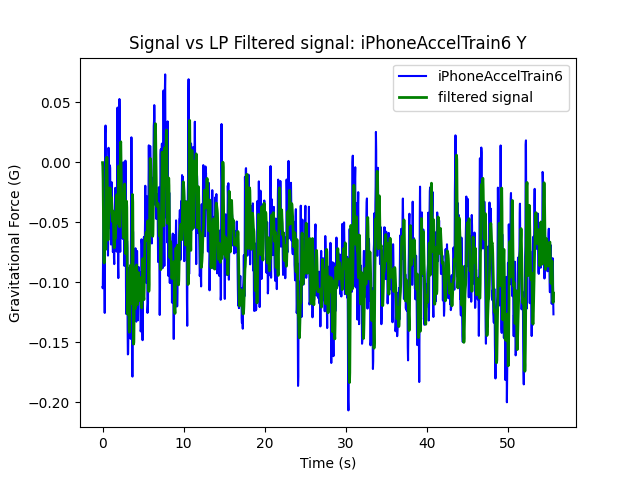 Signal vs LP Filtered signal: iPhoneAccelTrain6 Y
iPhoneAccelTrain6
filtered signal
Gravitational Force (G)
0.05
0.00
−0.05
−0.10
−0.15
−0.20
0 10 20 30 40 50
Time (s)